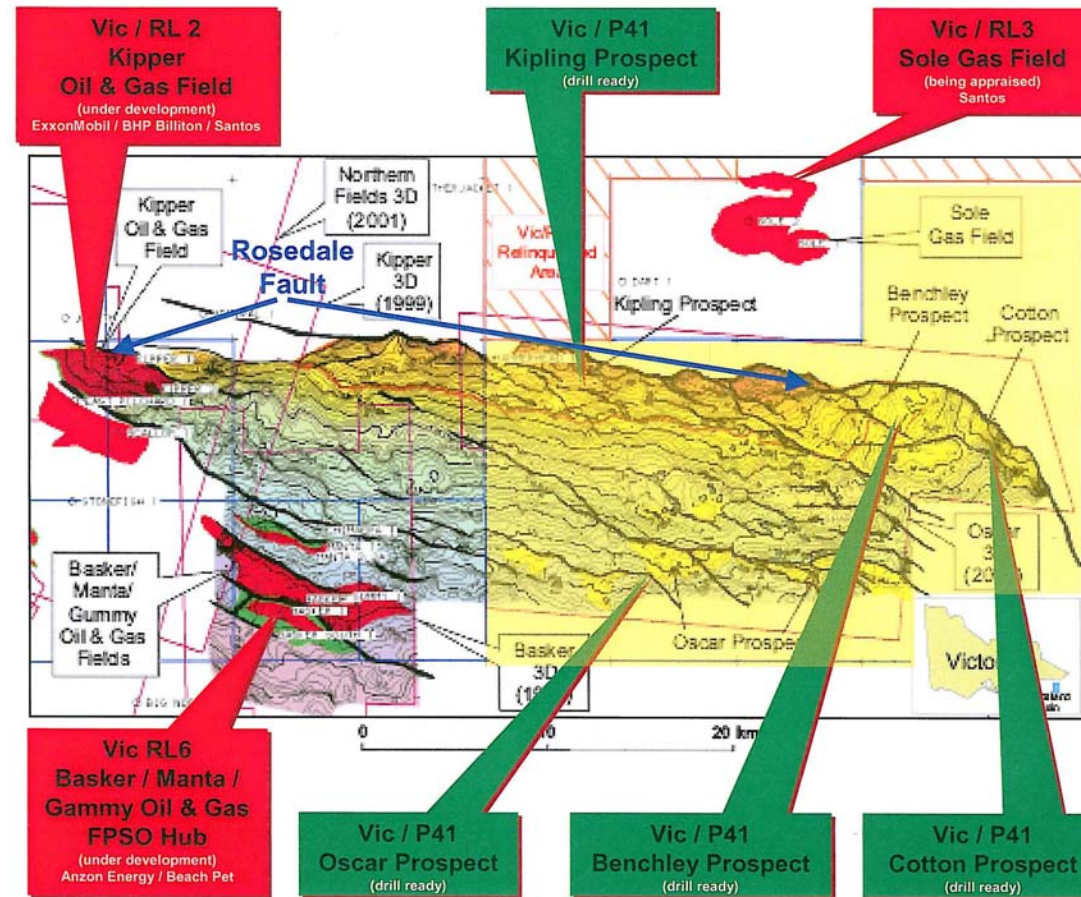 Vic / RL 2
Kipper
Oil & Gas Field
(under development)
ExxonMobil / BHP Billiton / Santos
Vic / P41
Kipling Prospect
(drill ready)
Vic / RL3
Sole Gas Field
(being appraised)
Santos
Kipper
Oil & Gas
Field
Northern
Fields 3D
(2001)
Rosedale
Fault
Kipper
3D
(1999)
Area
Kipling Prospect
Sole
Gas Field
Benchley
Prospect
Cotton
Prospect
Basker/
Manta/
Gummy
Oil & Gas
Fields
Basker
3D
Oscar Prospect
0
20 km
Vic RL6
Basker / Manta /
Gammy Oil & Gas
FPSO Hub
(under development)
Anzon Energy / Beach Pet
Vic / P41
Oscar Prospect
(drill ready)
Vic / P41
Benchley Prospect
(drill ready)
Vic / P41
Cotton Prospect
(drill ready)